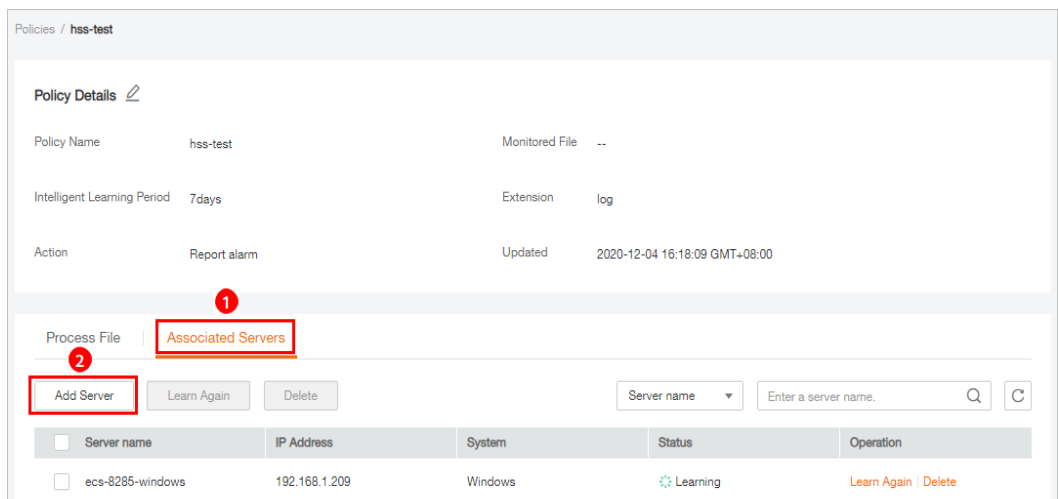 Policies / hss-test
Policy Details
Policy Name hss-test Monitored File --
Intelligent Learning Period 7days Extension log
Action Report alarm Updated 2020-12-04 16:18:09 GMT+08:00
1
Process File Associated Servers
2
Add Server Learn Again Delete Server name Enter a server name.
Server name IP Address System Status Operation
ecs-8285-windows 192.168.1.209 Windows Learning Learn Again Delete